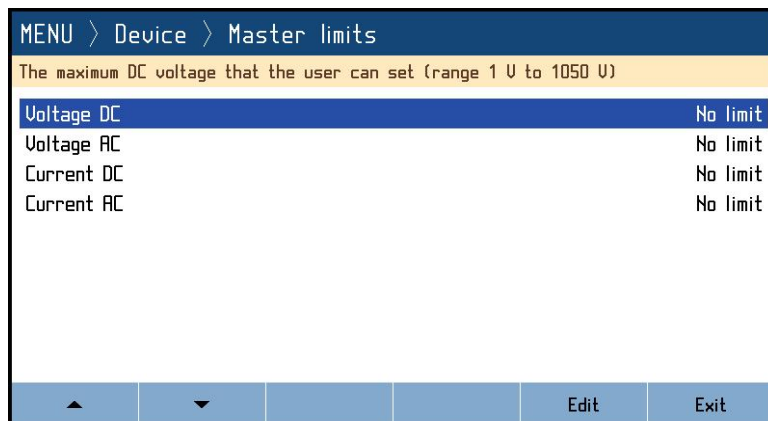 MENU 〉 Device 〉 Master limits
The maximum DC voltage that the user can set (range 1 V to 1050 V)
Voltage DC No limit
Voltage AC No limit
Current DC No limit
Current AC No limit
Edit Exit